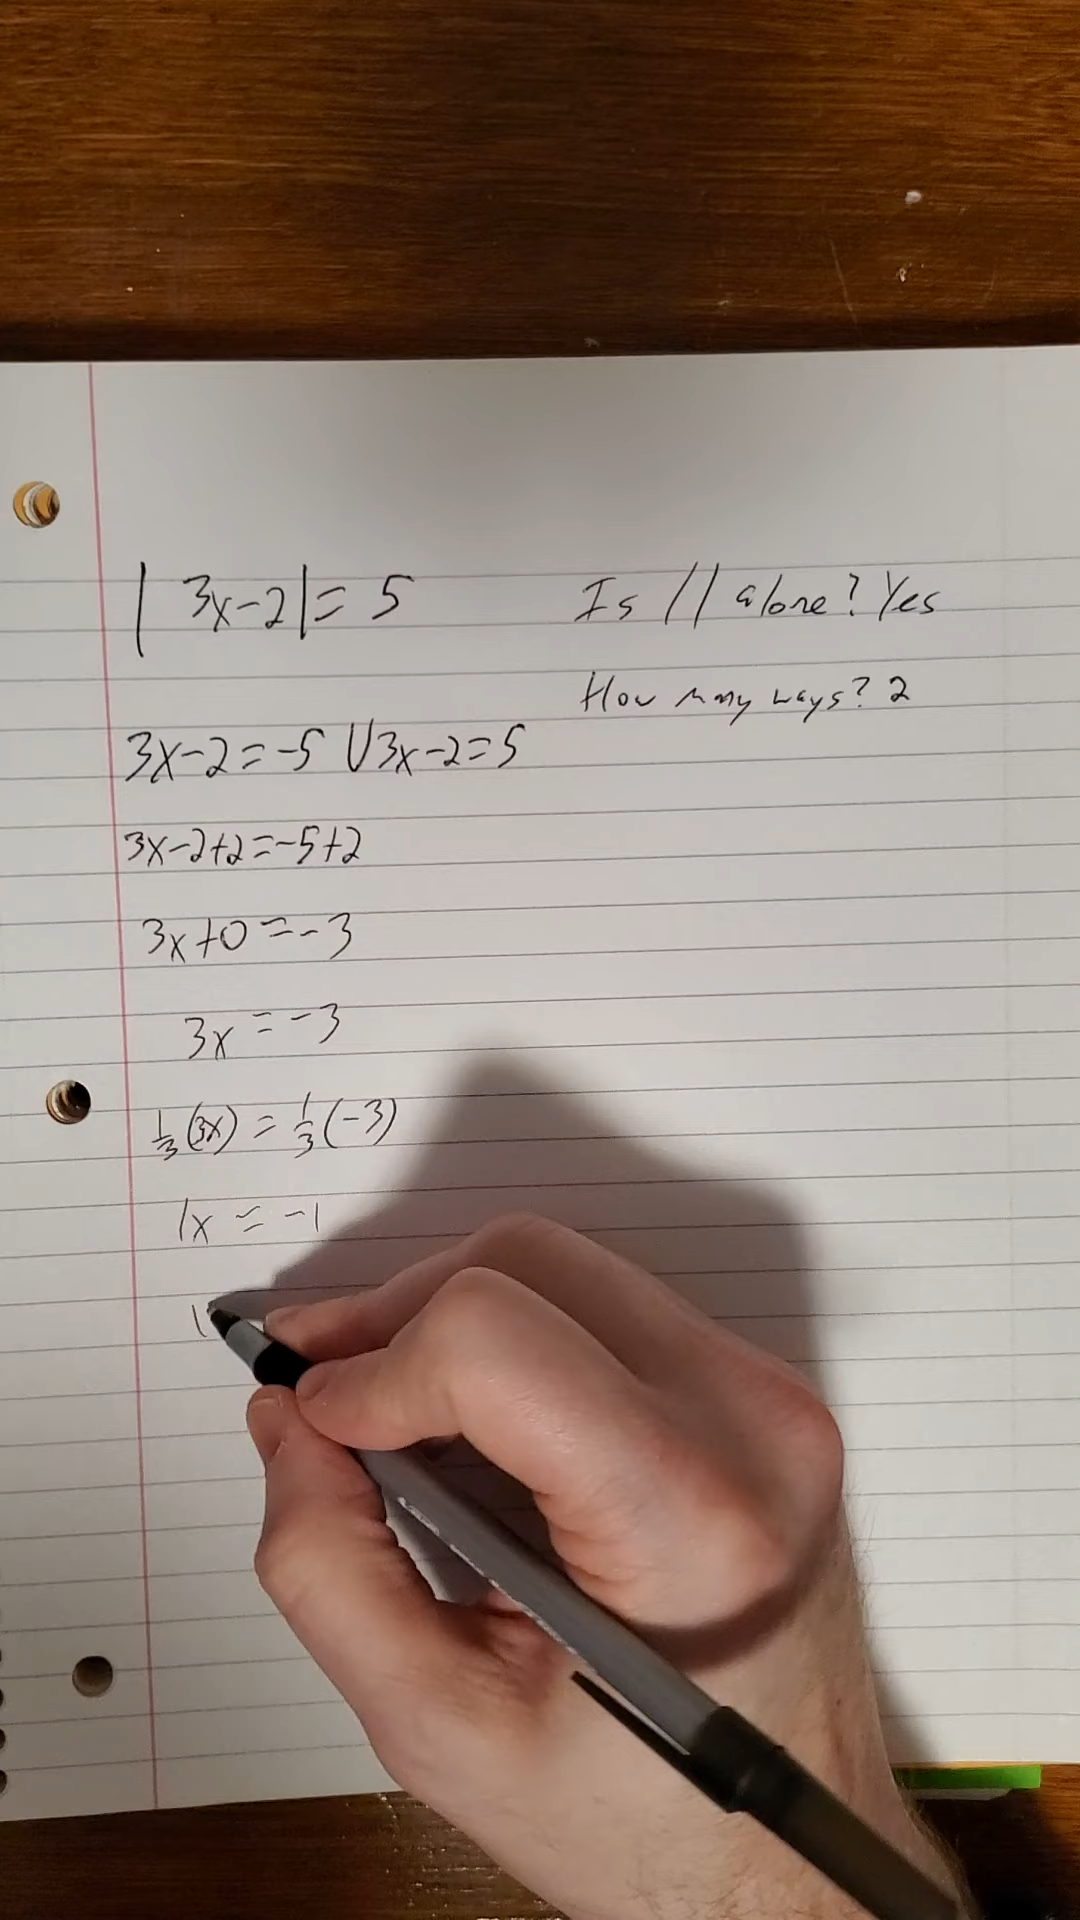 |3x-2|=5
Is || alone? Yes
How many ways? 2
3x-2=-5 ∪ 3x-2=5
3x-2+2=-5+2
3x+0=-3
3x=-3
1/3(3x)=1/3(-3)
1x=-1